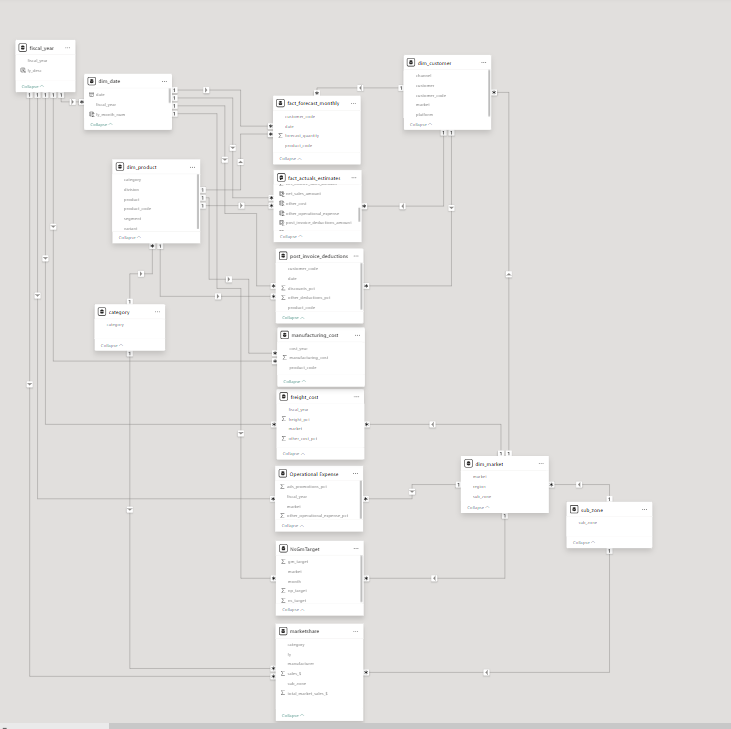 fiscal_year
fiscal_year
fy_desc
Collapse
dim_date
date
fiscal_year
fy_month_name
Collapse
dim_customer
channel
customer
customer_code
market
platform
Collapse
fact_forecast_monthly
customer_code
date
forecast_quantity
product_code
Collapse
dim_product
category
division
product
product_code
segment
variant
Collapse
fact_actuals_estimates
net_sales_amount
other_cost
other_operational_expense
post_invoice_deductions_amount
Collapse
post_invoice_deductions
customer_code
date
discounts_pct
other_deductions_pct
product_code
Collapse
category
category
Collapse
manufacturing_cost
cost_year
manufacturing_cost
product_code
Collapse
freight_cost
fiscal_year
freight_pct
market
other_cost_pct
Collapse
Operational Expense
ads_promotions_pct
fiscal_year
market
other_operational_expense_pct
Collapse
dim_market
market
region
sub_zone
Collapse
sub_zone
sub_zone
Collapse
NsGmTarget
gm_target
market
month
np_target
ns_target
Collapse
marketshare
category
fy
manufacturer
sales_$
sub_zone
total_market_sales_$
Collapse